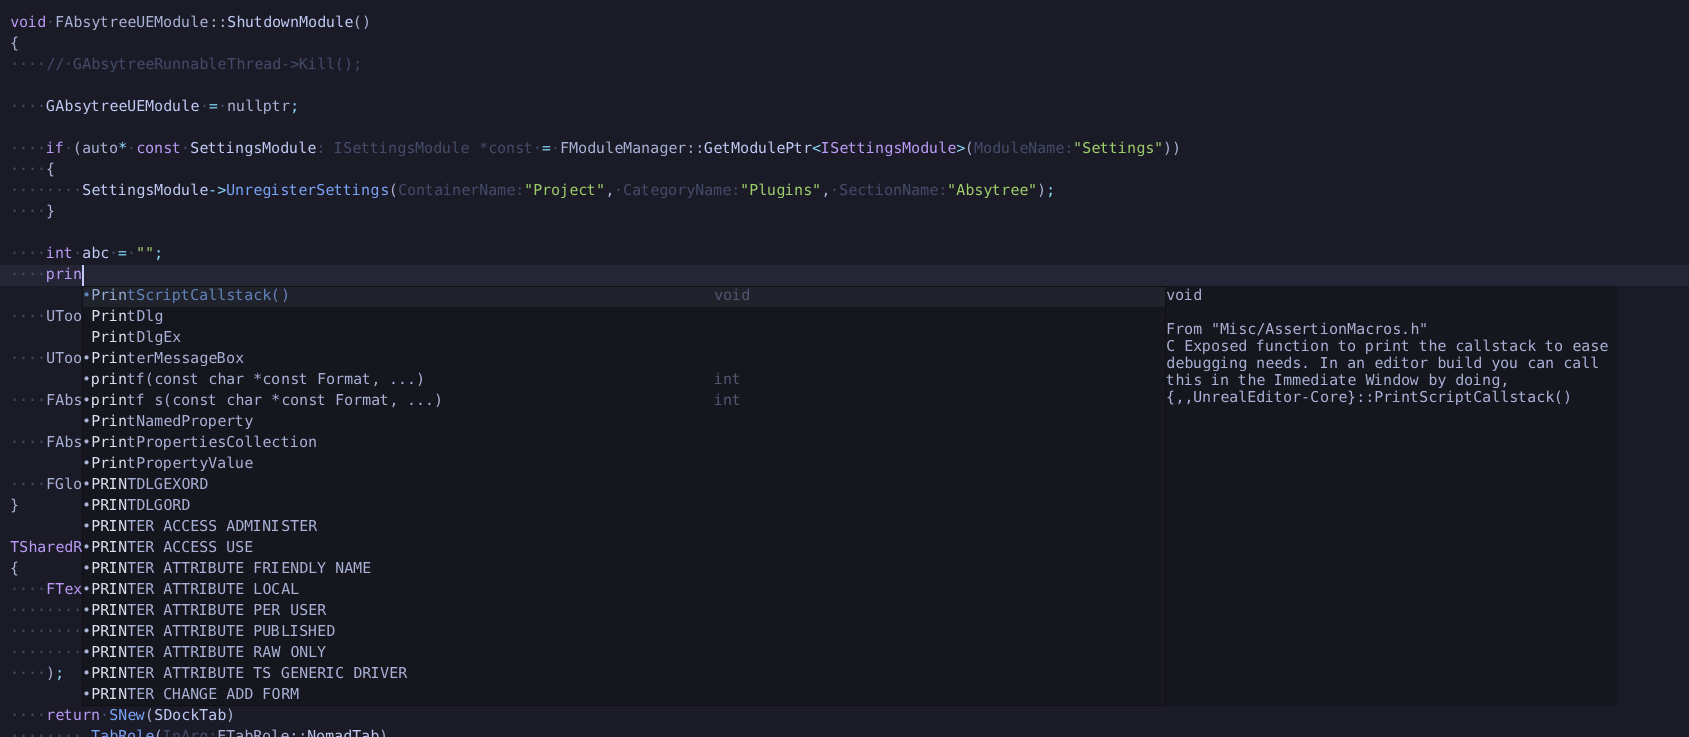 void FAbsytreeUEModule::ShutdownModule()
{
// GAbsytreeRunnableThread->Kill();
GAbsytreeUEModule = nullptr;
if (auto* const SettingsModule: ISettingsModule *const = FModuleManager::GetModulePtr<ISettingsModule>(ModuleName:"Settings"))
{
SettingsModule->UnregisterSettings(ContainerName:"Project", CategoryName:"Plugins", SectionName:"Absytree");
}
int abc = "";
prin
•PrintScriptCallstack() void void
UToo PrintDlg
PrintDlgEx From "Misc/AssertionMacros.h"
C Exposed function to print the callstack to ease
UToo•PrinterMessageBox debugging needs. In an editor build you can call
•printf(const char *const Format, ...) int this in the Immediate Window by doing,
FAbs•printf s(const char *const Format, ...) int {,,UnrealEditor-Core}::PrintScriptCallstack()
•PrintNamedProperty
FAbs•PrintPropertiesCollection
•PrintPropertyValue
FGlo•PRINTDLGEXORD
} •PRINTDLGORD
•PRINTER ACCESS ADMINISTER
TSharedR•PRINTER ACCESS USE
{ •PRINTER ATTRIBUTE FRIENDLY NAME
FTex•PRINTER ATTRIBUTE LOCAL
•PRINTER ATTRIBUTE PER USER
•PRINTER ATTRIBUTE PUBLISHED
•PRINTER ATTRIBUTE RAW ONLY
); •PRINTER ATTRIBUTE TS GENERIC DRIVER
•PRINTER CHANGE ADD FORM
return SNew(SDockTab)
.TabRole(InArg:ETabRole::NomadTab)